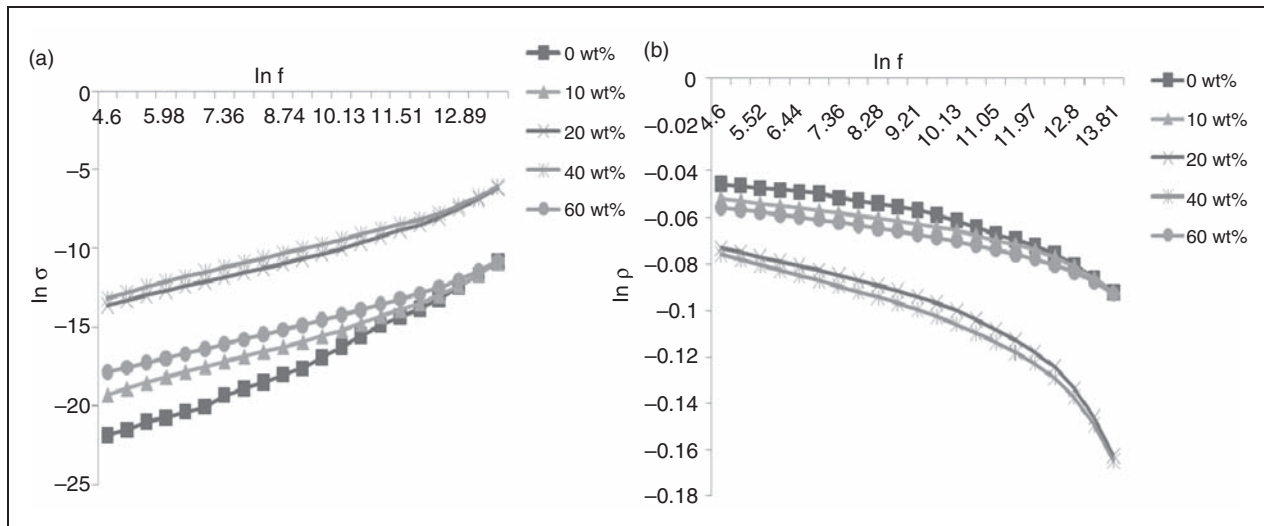 (a)
ln f
0
4.6 5.98 7.36 8.74 10.13 11.51 12.89
–5
–10
–15
–20
–25
ln σ
0 wt%
10 wt%
20 wt%
40 wt%
60 wt%
(b)
ln f
0
4.6 5.52 6.44 7.36 8.28 9.21 10.13 11.05 11.97 12.8 13.81
–0.02
–0.04
–0.06
–0.08
–0.1
–0.12
–0.14
–0.16
–0.18
ln ρ
0 wt%
10 wt%
20 wt%
40 wt%
60 wt%